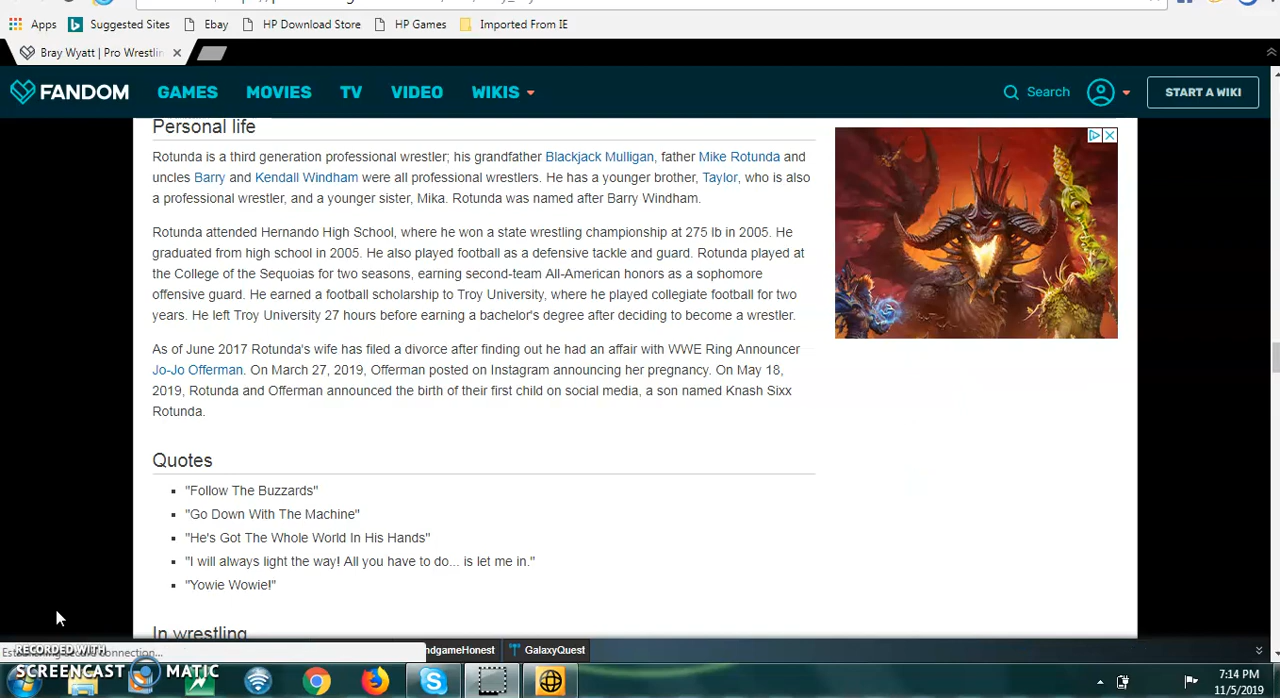 Apps Suggested Sites Ebay HP Download Store HP Games Imported From IE
Bray Wyatt | Pro Wrestlin
FANDOM GAMES MOVIES TV VIDEO WIKIS Search START A WIKI
Personal life
Rotunda is a third generation professional wrestler; his grandfather Blackjack Mulligan, father Mike Rotunda and
uncles Barry and Kendall Windham were all professional wrestlers. He has a younger brother, Taylor, who is also
a professional wrestler, and a younger sister, Mika. Rotunda was named after Barry Windham.
Rotunda attended Hernando High School, where he won a state wrestling championship at 275 lb in 2005. He
graduated from high school in 2005. He also played football as a defensive tackle and guard. Rotunda played at
the College of the Sequoias for two seasons, earning second-team All-American honors as a sophomore
offensive guard. He earned a football scholarship to Troy University, where he played collegiate football for two
years. He left Troy University 27 hours before earning a bachelor's degree after deciding to become a wrestler.
As of June 2017 Rotunda's wife has filed a divorce after finding out he had an affair with WWE Ring Announcer
Jo-Jo Offerman. On March 27, 2019, Offerman posted on Instagram announcing her pregnancy. On May 18,
2019, Rotunda and Offerman announced the birth of their first child on social media, a son named Knash Sixx
Rotunda.
Quotes
"Follow The Buzzards"
"Go Down With The Machine"
"He's Got The Whole World In His Hands"
"I will always light the way! All you have to do... is let me in."
"Yowie Wowie!"
In wrestling
ndgameHonest GalaxyQuest
RECORDED WITH
connection...
SCREENCAST MATIC
7:14 PM
11/5/2019